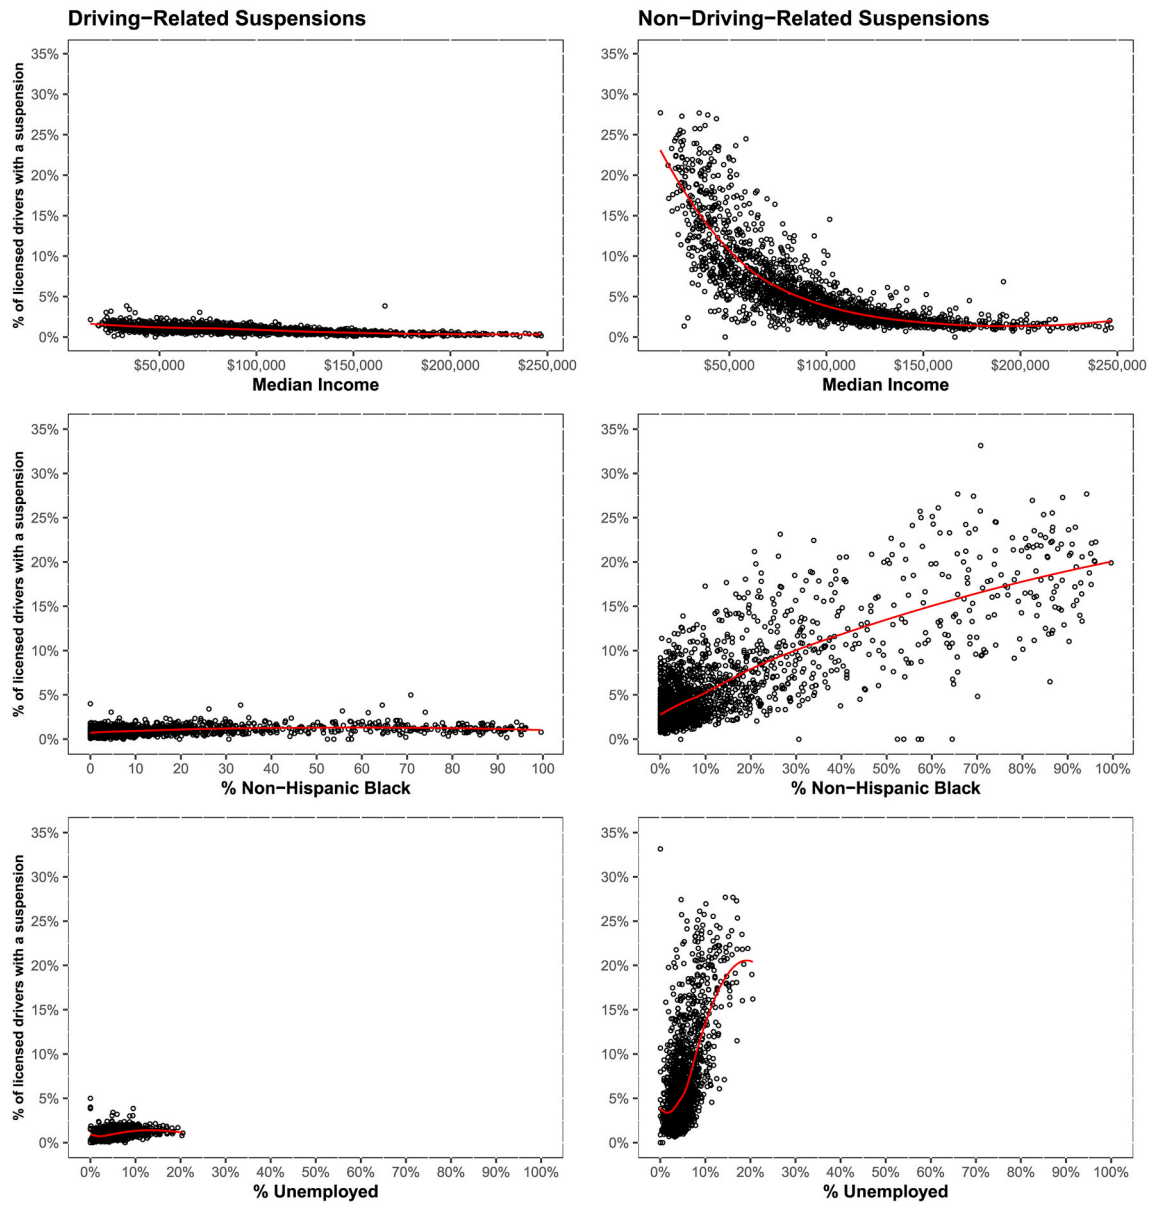 Driving−Related Suspensions
Non−Driving−Related Suspensions
% of licensed drivers with a suspension
35%
30%
25%
20%
15%
10%
5%
0%
$50,000 $100,000 $150,000 $200,000 $250,000
Median Income
35%
30%
25%
20%
15%
10%
5%
0%
$50,000 $100,000 $150,000 $200,000 $250,000
Median Income
% of licensed drivers with a suspension
35%
30%
25%
20%
15%
10%
5%
0%
0 10 20 30 40 50 60 70 80 90 100
% Non−Hispanic Black
35%
30%
25%
20%
15%
10%
5%
0%
0% 10% 20% 30% 40% 50% 60% 70% 80% 90% 100%
% Non−Hispanic Black
% of licensed drivers with a suspension
35%
30%
25%
20%
15%
10%
5%
0%
0% 10% 20% 30% 40% 50% 60% 70% 80% 90% 100%
% Unemployed
35%
30%
25%
20%
15%
10%
5%
0%
0% 10% 20% 30% 40% 50% 60% 70% 80% 90% 100%
% Unemployed